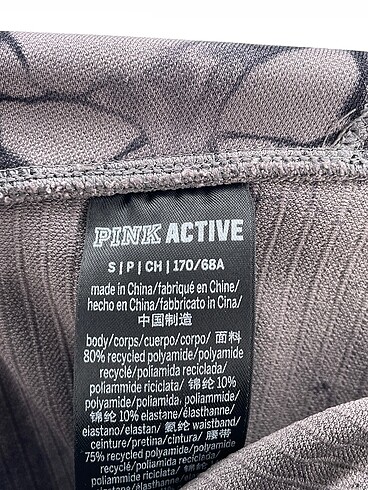 PINK ACTIVE
S | P | CH | 170/68A
made in China/fabriqué en Chine/
hecho en China/fabbricato in Cina/
中国制造
body/corps/cuerpo/corpo/ 面料
80% recycled polyamide/polyamide
recyclé/poliamida reciclada/
poliammide riciclata/ 锦纶 10%
polyamide/poliamida/poliammide/
锦纶 10% elastane/élasthanne/
elastano/elastan/ 氨纶 waistband/
ceinture/pretina/cintura/ 腰带
75% recycled polyamide/polyamide
recyclé/poliamida reciclada/
poliammide riciclata/